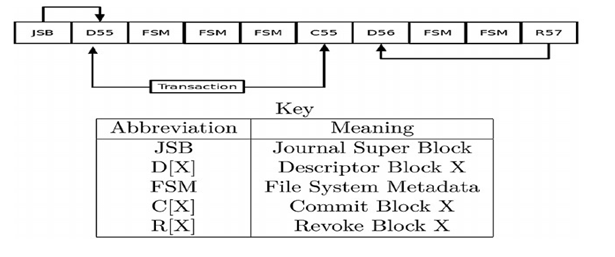 JSB D55 FSM FSM FSM C55 D56 FSM FSM R57
Transaction
Key
Abbreviation Meaning
JSB Journal Super Block
D[X] Descriptor Block X
FSM File System Metadata
C[X] Commit Block X
R[X] Revoke Block X